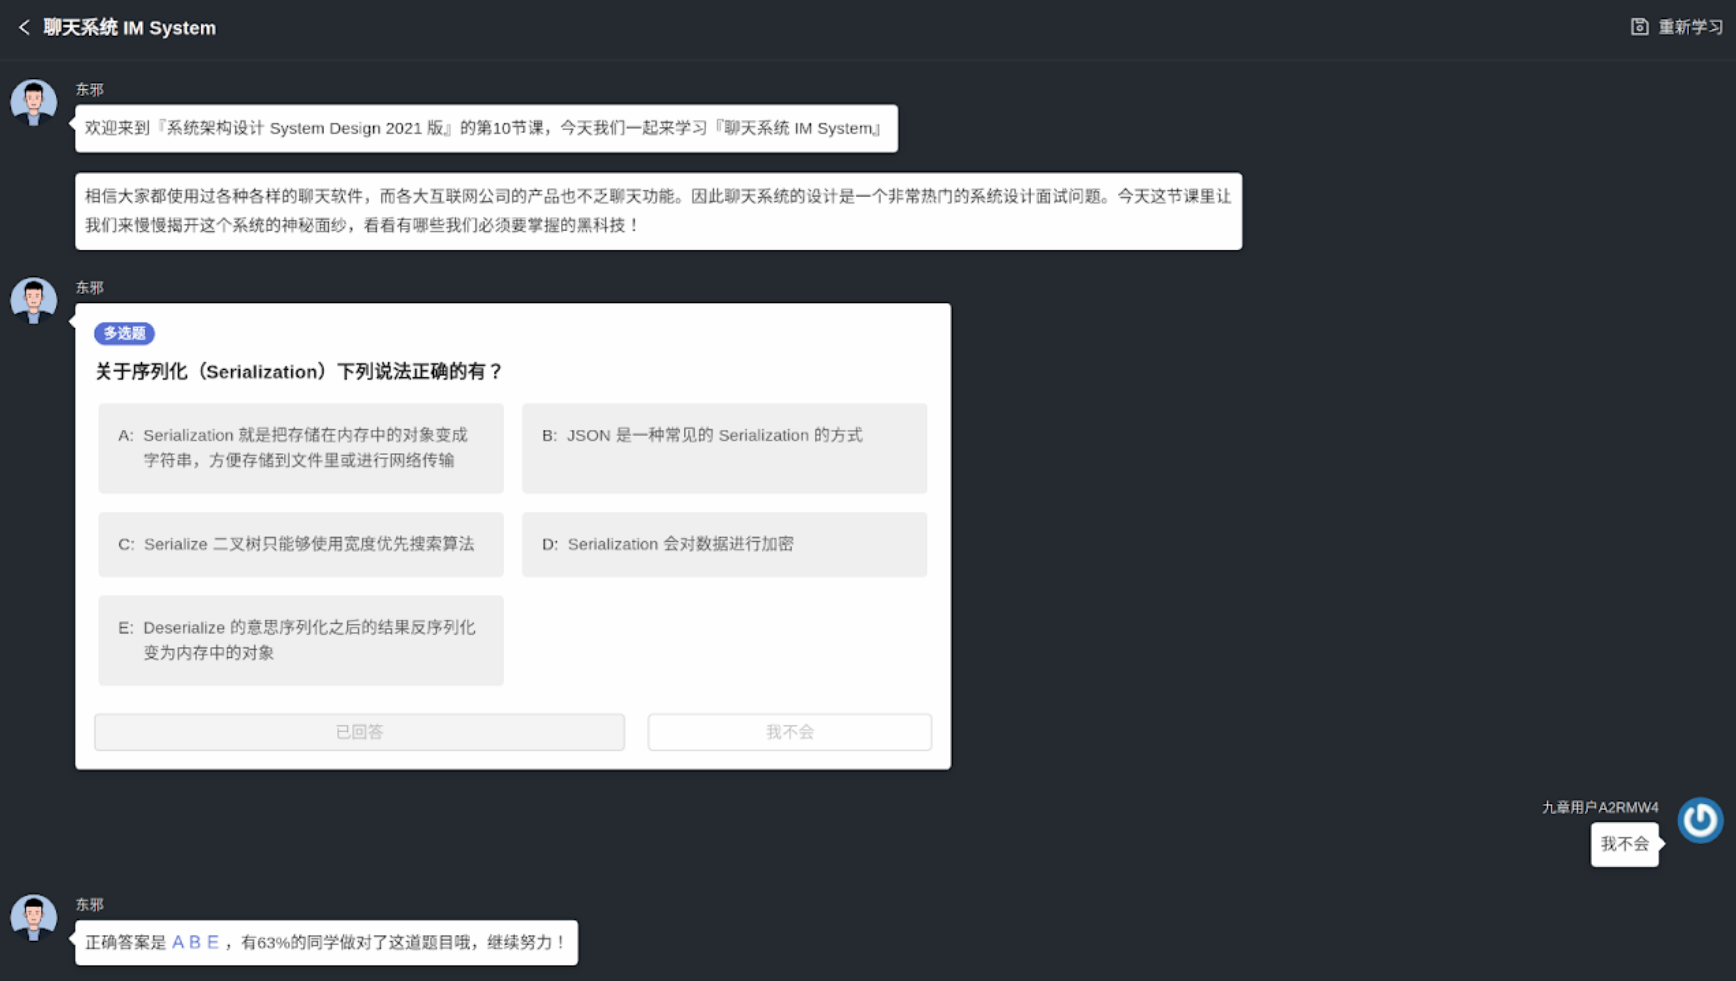 聊天系统 IM System
重新学习
东邪
欢迎来到『系统架构设计 System Design 2021 版』的第10节课，今天我们一起来学习『聊天系统 IM System』
相信大家都使用过各种各样的聊天软件，而各大互联网公司的产品也不乏聊天功能。因此聊天系统的设计是一个非常热门的系统设计面试问题。今天这节课里让
我们来慢慢揭开这个系统的神秘面纱，看看有哪些我们必须要掌握的黑科技！
东邪
多选题
关于序列化（Serialization）下列说法正确的有？
A: Serialization 就是把存储在内存中的对象变成
字符串，方便存储到文件里或进行网络传输
B: JSON 是一种常见的 Serialization 的方式
C: Serialize 二叉树只能够使用宽度优先搜索算法
D: Serialization 会对数据进行加密
E: Deserialize 的意思序列化之后的结果反序列化
变为内存中的对象
已回答
我不会
九章用户A2RMW4
我不会
东邪
正确答案是 A B E ，有63%的同学做对了这道题目哦，继续努力！